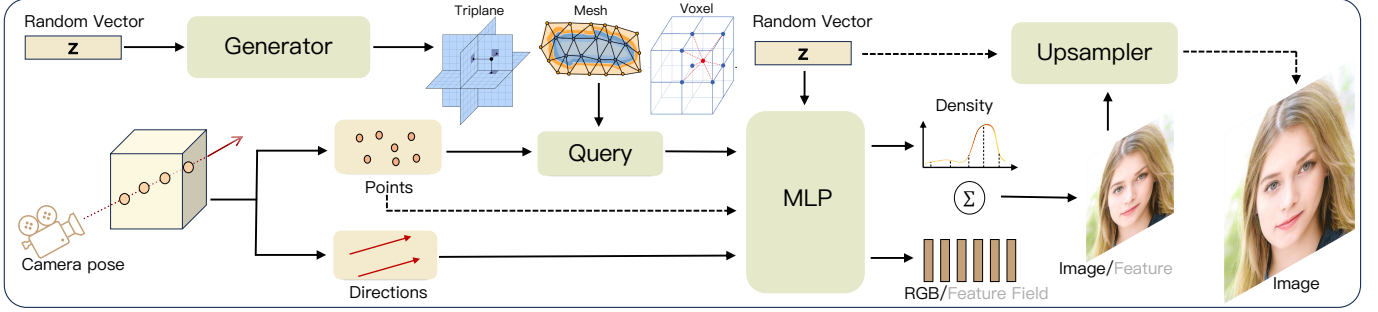 Random Vector
z
Generator
Triplane
Mesh
Voxel
Random Vector
z
Upsampler
Points
Query
MLP
Density
Σ
Camera pose
Directions
RGB/Feature Field
Image/Feature
Image